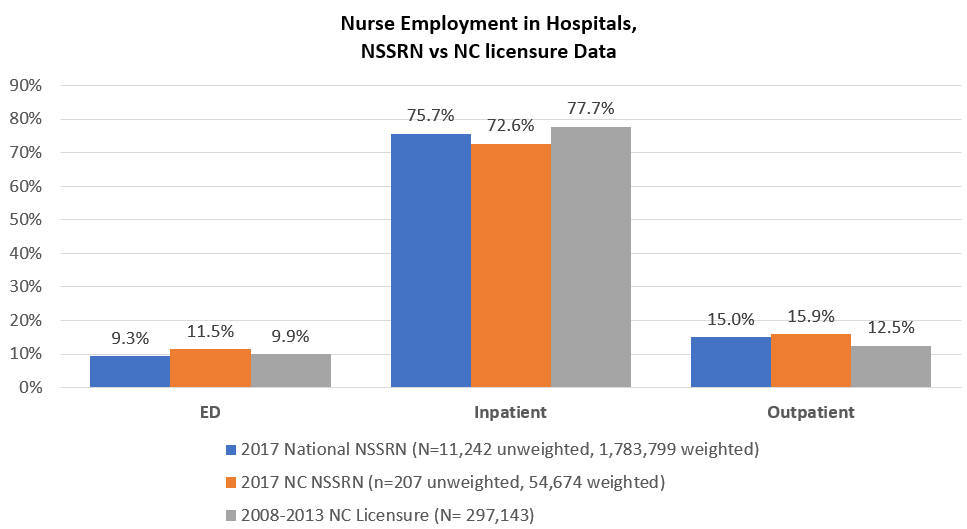 Nurse Employment in Hospitals,
NSSRN vs NC licensure Data
90%
80%
70%
60%
50%
40%
30%
20%
10%
0%
9.3%
11.5%
9.9%
75.7%
72.6%
77.7%
15.0%
15.9%
12.5%
ED
Inpatient
Outpatient
2017 National NSSRN (N=11,242 unweighted, 1,783,799 weighted)
2017 NC NSSRN (n=207 unweighted, 54,674 weighted)
2008-2013 NC Licensure (N= 297,143)